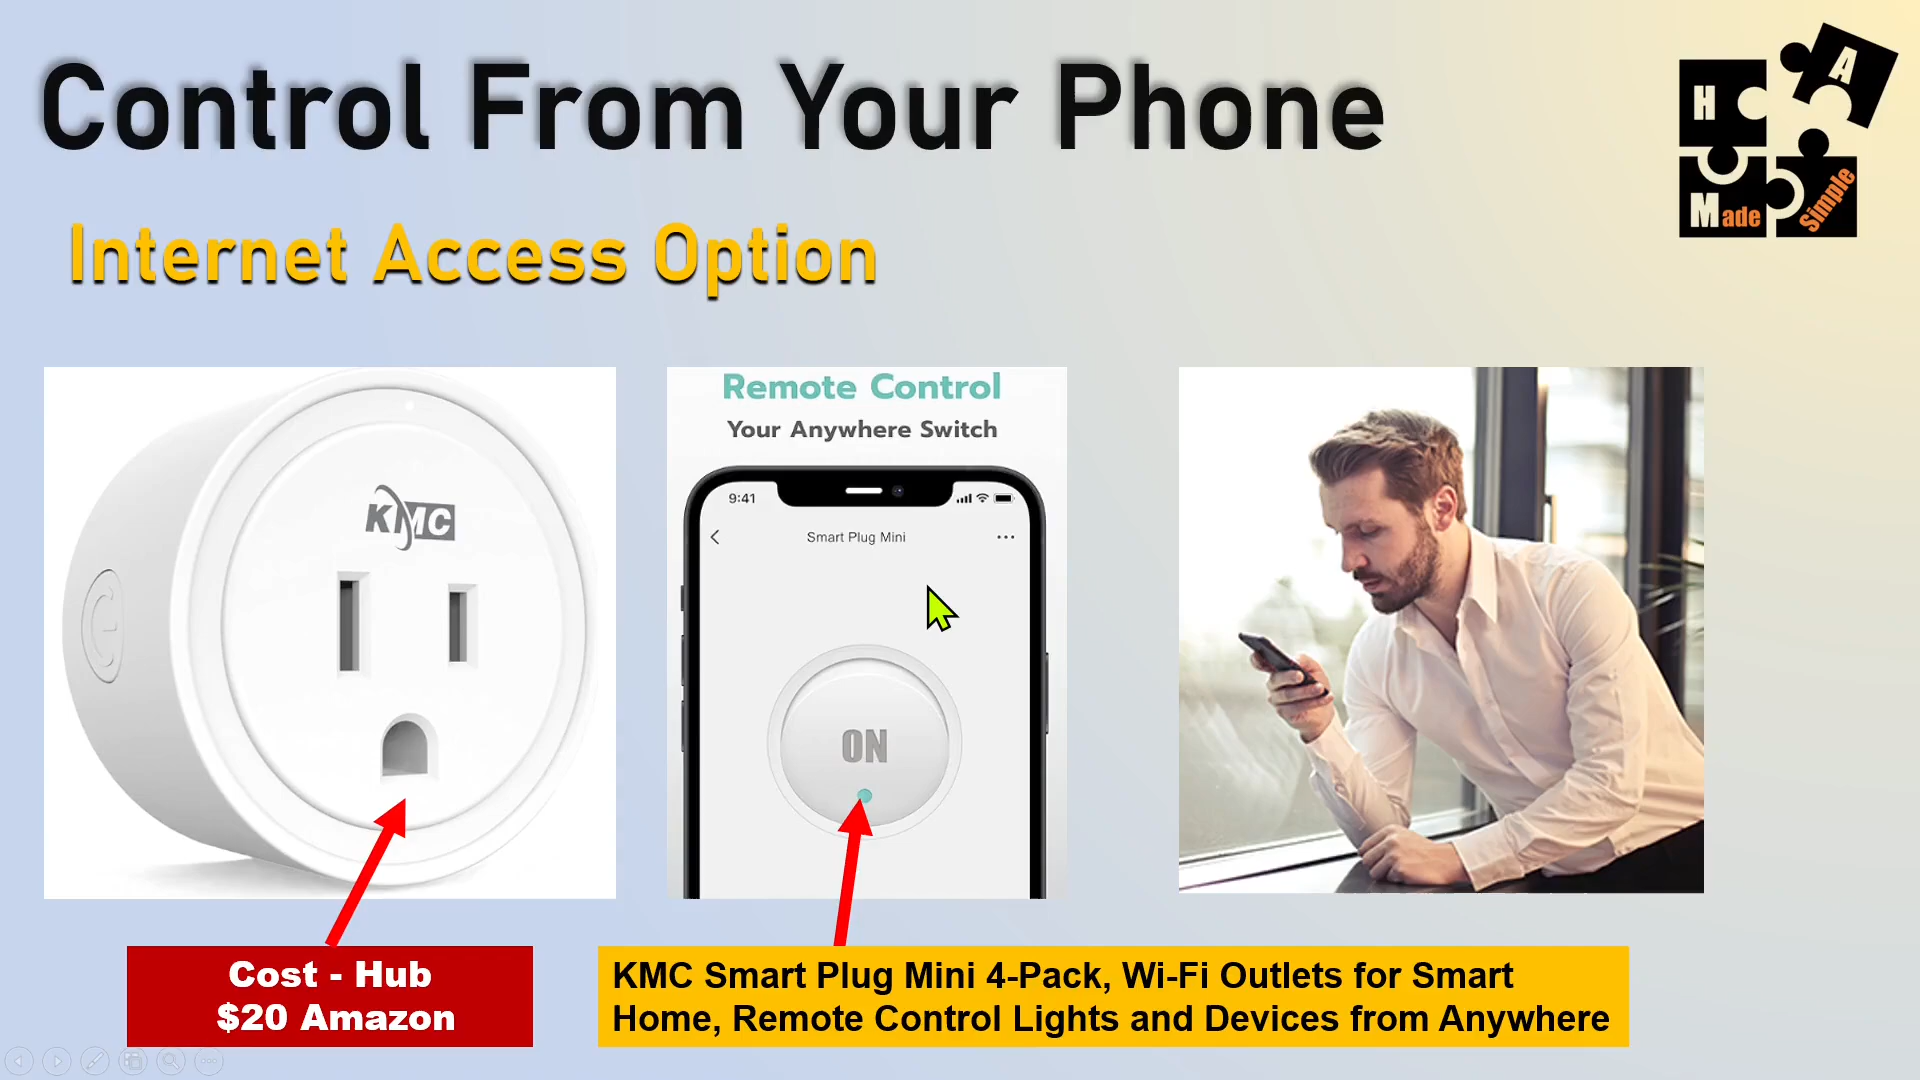 Control From Your Phone
H
A
Made
Simple
Internet Access Option
KMC
Remote Control
Your Anywhere Switch
9:41
Smart Plug Mini
ON
Cost - Hub
$20 Amazon
KMC Smart Plug Mini 4-Pack, Wi-Fi Outlets for Smart
Home, Remote Control Lights and Devices from Anywhere